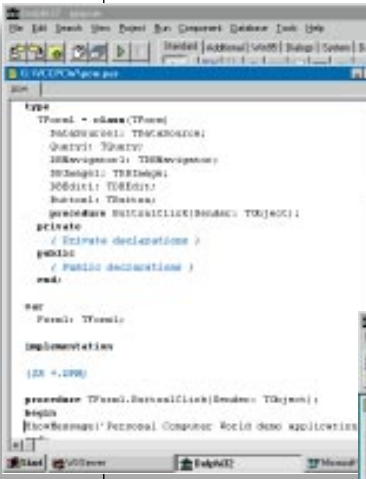 File Edit Search View Project Run Component Database Tools Help
Standard Additional Win95 Dialogs System
type
TForm1 = class(TForm)
DataSource1: TDataSource;
Query1: TQuery;
DBNavigator1: TDBNavigator;
DBImage1: TDBImage;
DBEdit1: TDBEdit;
Button1: TButton;
procedure Button1Click(Sender: TObject);
private
{ Private declarations }
public
{ Public declarations }
end;
var
Form1: TForm1;
implementation
{$R *.DFM}
procedure TForm1.Button1Click(Sender: TObject);
begin
ShowMessage('Personal Computer World demo application
Start
Delphi32
Microsoft